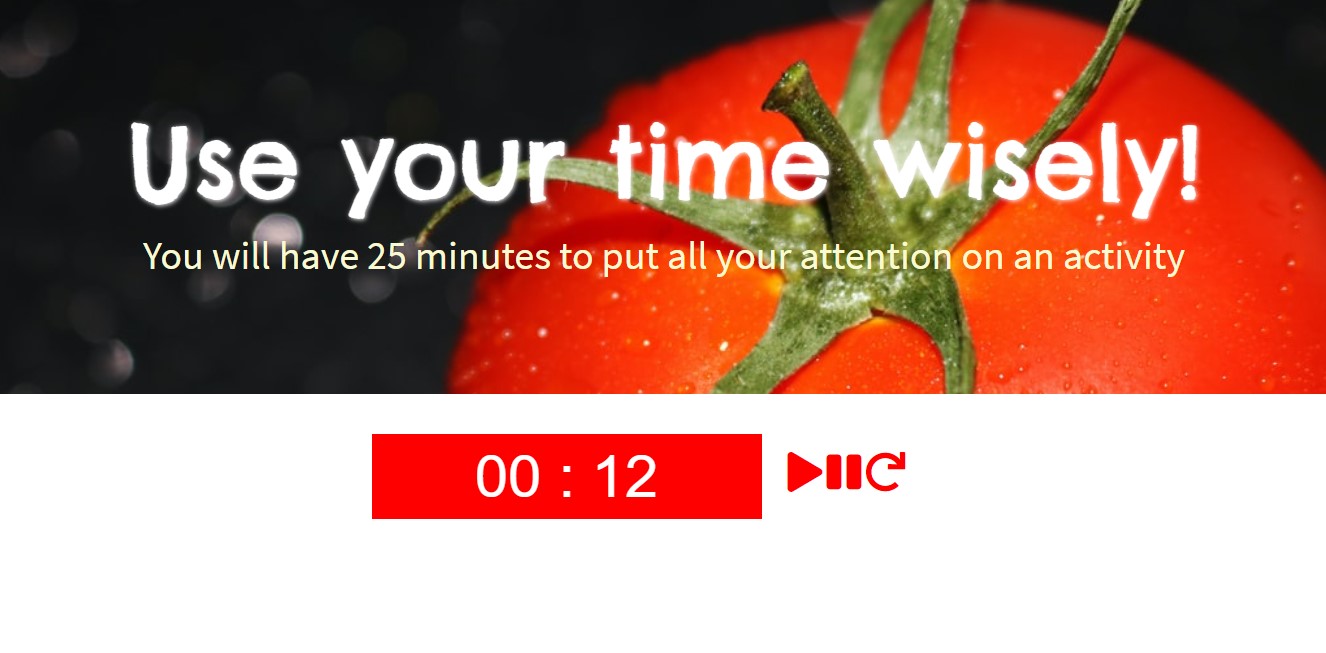 Use your time wisely!
You will have 25 minutes to put all your attention on an activity
00 : 12